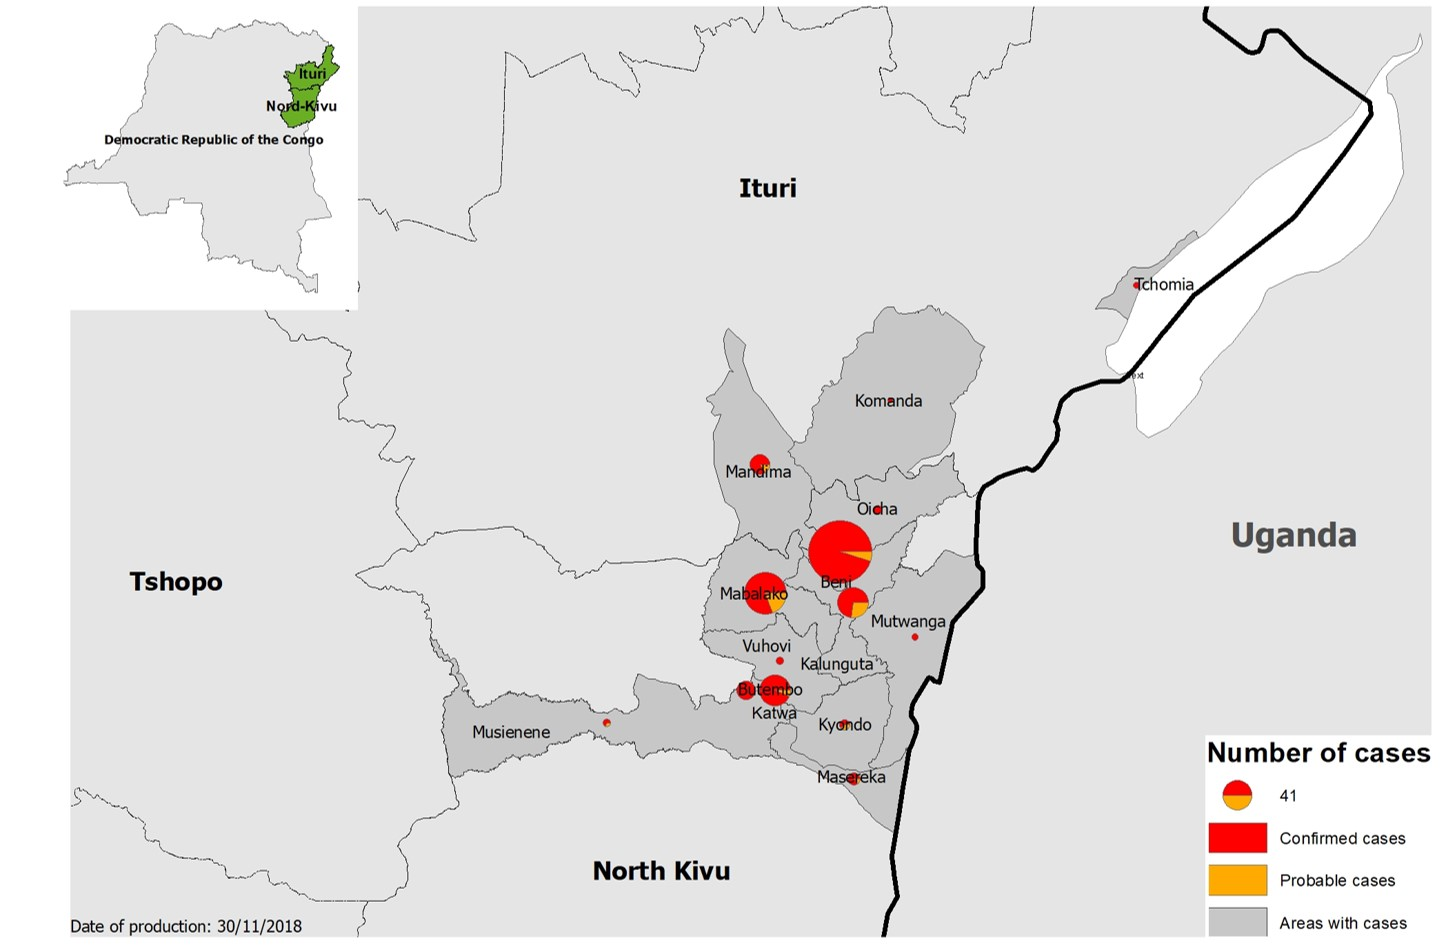 Ituri
Nord-Kivu
Democratic Republic of the Congo
Ituri
Tchomia
Komanda
Mandima
Oicha
Uganda
Tshopo
Beni
Mabalako
Mutwanga
Vuhovi
Kalunguta
Butembo
Katwa
Kyondo
Musienene
Masereka
North Kivu
Number of cases
41
Confirmed cases
Probable cases
Areas with cases
Date of production: 30/11/2018